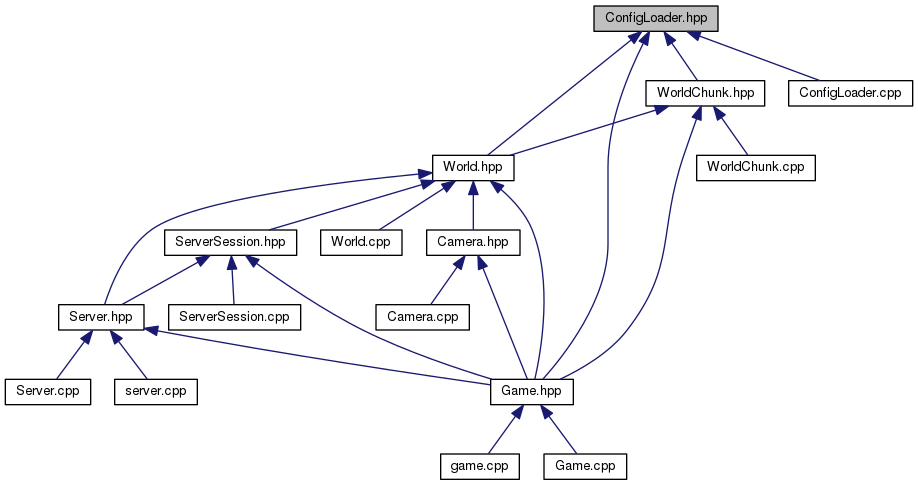 ConfigLoader.hpp
WorldChunk.hpp
ConfigLoader.cpp
World.hpp
WorldChunk.cpp
ServerSession.hpp
World.cpp
Camera.hpp
Server.hpp
ServerSession.cpp
Camera.cpp
Server.cpp
server.cpp
Game.hpp
game.cpp
Game.cpp